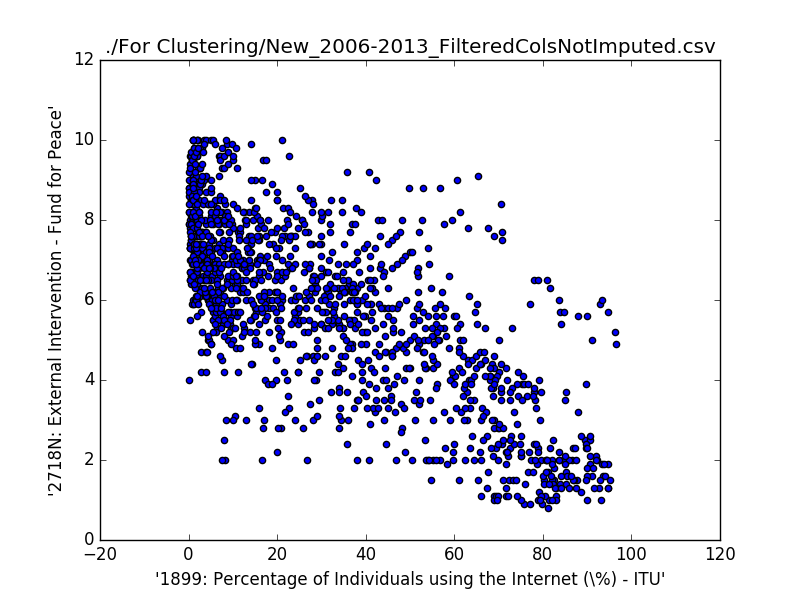 ./For Clustering/New_2006-2013_FilteredColsNotImputed.csv
12
10
8
6
4
2
0
'2718N: External Intervention - Fund for Peace'
−20 0 20 40 60 80 100 120
'1899: Percentage of Individuals using the Internet (\%) - ITU'